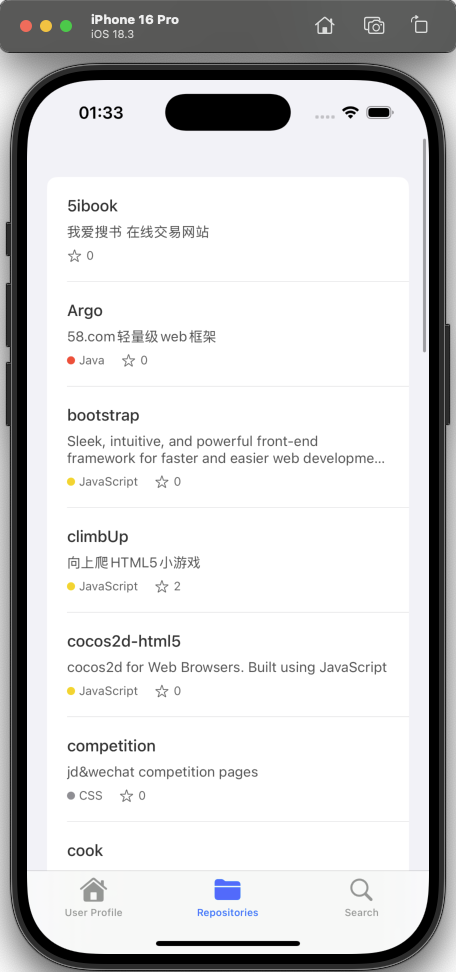 iPhone 16 Pro
iOS 18.3
01:33
5ibook
我爱搜书 在线交易网站
0
Argo
58.com轻量级web框架
Java 0
bootstrap
Sleek, intuitive, and powerful front-end
framework for faster and easier web developme...
JavaScript 0
climbUp
向上爬HTML5小游戏
JavaScript 2
cocos2d-html5
cocos2d for Web Browsers. Built using JavaScript
JavaScript 0
competition
jd&wechat competition pages
CSS 0
cook
User Profile Repositories Search